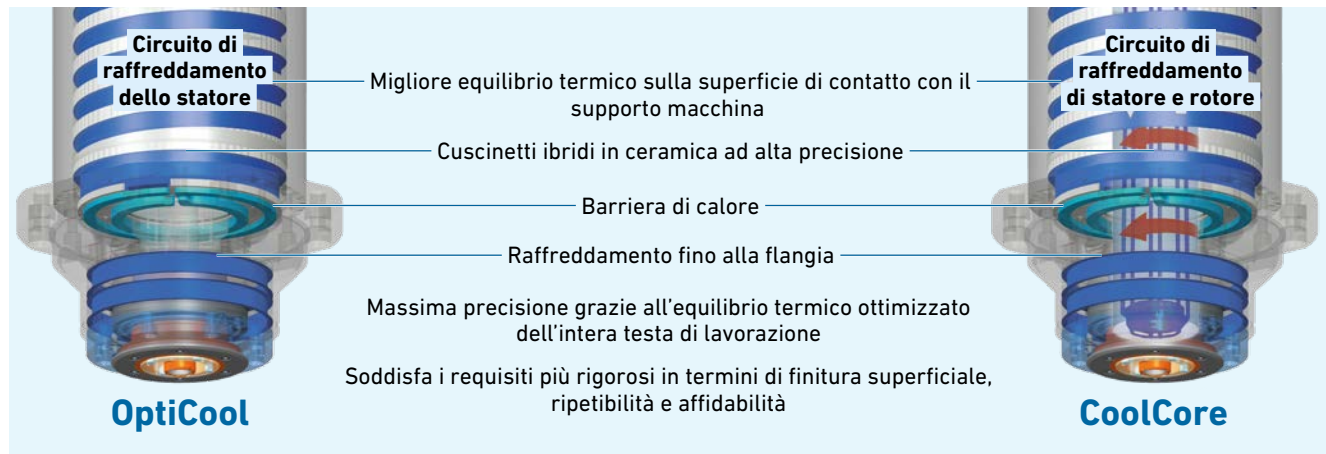 Circuito di
raffreddamento
dello statore
Migliore equilibrio termico sulla superficie di contatto con il
supporto macchina
Circuito di
raffreddamento
di statore e rotore
Cuscinetti ibridi in ceramica ad alta precisione
Barriera di calore
Raffreddamento fino alla flangia
Massima precisione grazie all’equilibrio termico ottimizzato
dell’intera testa di lavorazione
Soddisfa i requisiti più rigorosi in termini di finitura superficiale,
ripetibilità e affidabilità
OptiCool
CoolCore